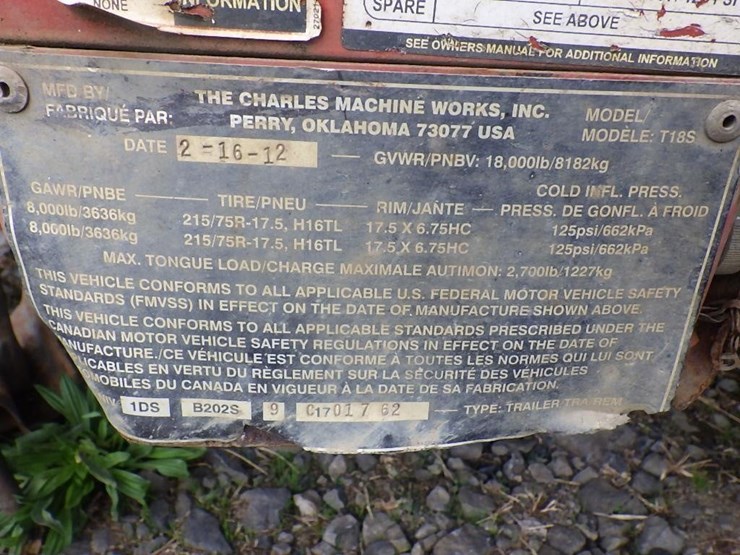 NONE
INFORMATION
SPARE
SEE ABOVE
SEE OWNERS MANUAL FOR ADDITIONAL INFORMATION
MFD BY/
FABRIQUÉ PAR:
THE CHARLES MACHINE WORKS, INC.
PERRY, OKLAHOMA 73077 USA
MODEL/
MODÈLE: T18S
DATE 2-16-12 GVWR/PNBV: 18,000lb/8182kg
GAWR/PNBE TIRE/PNEU RIM/JANTE COLD INFL. PRESS.
PRESS. DE GONFL. À FROID
8,000lb/3636kg 215/75R-17.5, H16TL 17.5 X 6.75HC 125psi/662kPa
8,000lb/3636kg 215/75R-17.5, H16TL 17.5 X 6.75HC 125psi/662kPa
MAX. TONGUE LOAD/CHARGE MAXIMALE AUTIMON: 2,700lb/1227kg
THIS VEHICLE CONFORMS TO ALL APPLICABLE U.S. FEDERAL MOTOR VEHICLE SAFETY
STANDARDS (FMVSS) IN EFFECT ON THE DATE OF MANUFACTURE SHOWN ABOVE.
THIS VEHICLE CONFORMS TO ALL APPLICABLE STANDARDS PRESCRIBED UNDER THE
CANADIAN MOTOR VEHICLE SAFETY REGULATIONS IN EFFECT ON THE DATE OF
MANUFACTURE./CE VÉHICULE EST CONFORME À TOUTES LES NORMES QUI LUI SONT
PLICABLES EN VERTU DU RÈGLEMENT SUR LA SÉCURITÉ DES VÉHICULES
OMOBILES DU CANADA EN VIGUEUR À LA DATE DE SA FABRICATION.
1DS B202S 9 C1701762 TYPE: TRAILER